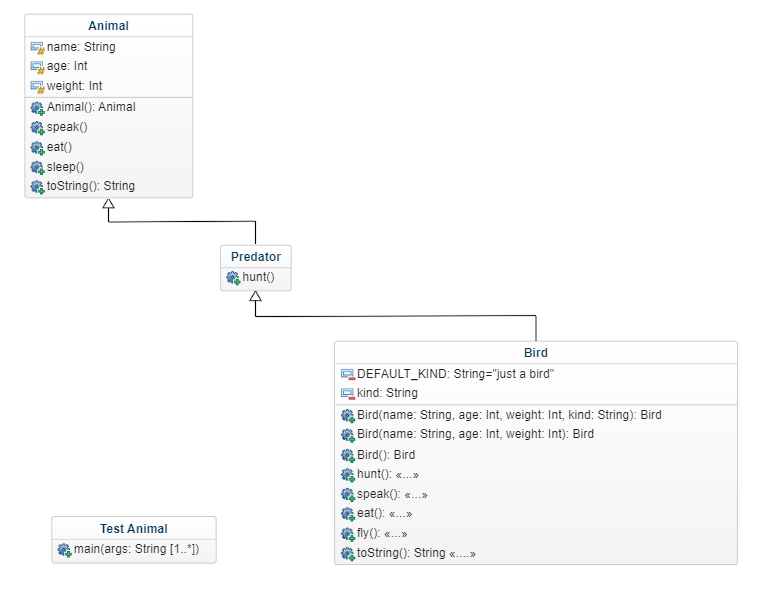 Animal
name: String
age: Int
weight: Int
Animal(): Animal
speak()
eat()
sleep()
toString(): String
Predator
hunt()
Bird
DEFAULT_KIND: String="just a bird"
kind: String
Bird(name: String, age: Int, weight: Int, kind: String): Bird
Bird(name: String, age: Int, weight: Int): Bird
Bird(): Bird
hunt(): «...»
speak(): «...»
eat(): «...»
fly(): «...»
toString(): String «....»
Test Animal
main(args: String [1..*])